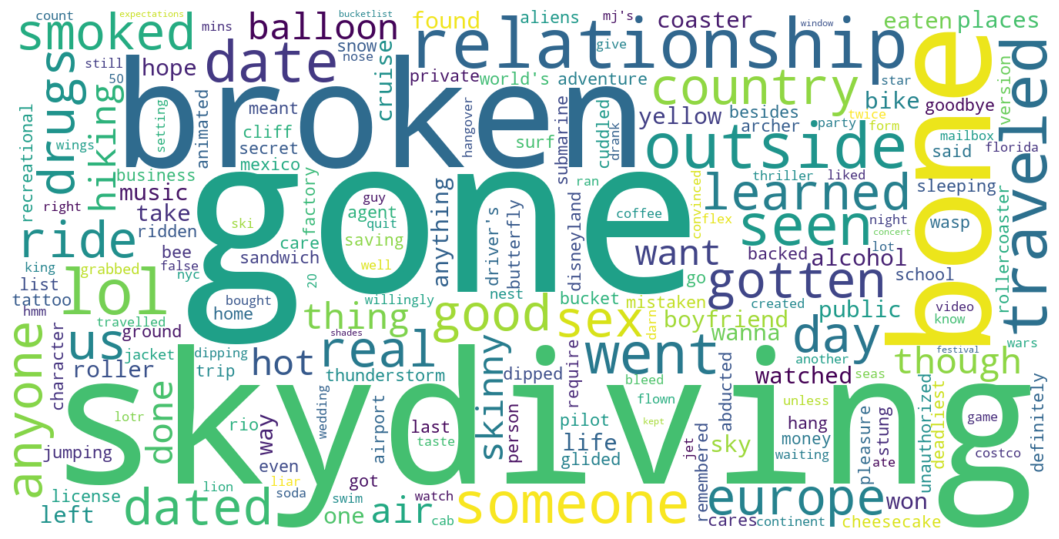 expectations
bucketlist
mj's
window
count
mins
smoked
balloon
found
aliens
coaster
eaten
places
snow
nose
still
50
drugs
hope
date
cruise
relationship
give
private
world's
adventure
star
twice
form
party
bike
goodbye
version
country
broken
hangover
submarine
cuddled
drank
yellow
besides
archer
mailbox
said
florida
recreational
wings
hiking
setting
animated
meant
cliff
secret
mexico
surf
outside
bone
traveled
business
music
right
take
ridden
ride
bee
false
sandwich
factory
guy
agent
quit
care
saving
well
ski
gone
anything
driver's
butterfly
disneyland
ran
coffee
convinced
flex
thriller
liked
learned
seen
night
concert
lot
sleeping
wasp
school
rollercoaster
want
backed
alcohol
go
gotten
king
grabbed
list
tattoo
hmm
lol
nyc
bought
home
20
travelled
willingly
nest
bucket
mistaken
darn
created
another
public
video
know
wars
anyone
us
ground
shades
thing
good
sex
boyfriend
wanna
day
festival
though
character
jacket
roller
dipping
trip
hot
real
thunderstorm
skinny
dipped
require
went
bleed
abducted
watched
unless
seas
deadliest
lotr
done
jumping
rio
way
wedding
airport
last
taste
person
pilot
life
glided
flown
kept
jet
sky
hang
money
waiting
stung
ate
pleasure
unauthorized
game
costco
definitely
skydiving
license
left
dated
lion
even
liar
soda
got
one
swim
air
watch
cab
someone
remembered
europe
cares
continent
won
cheesecake